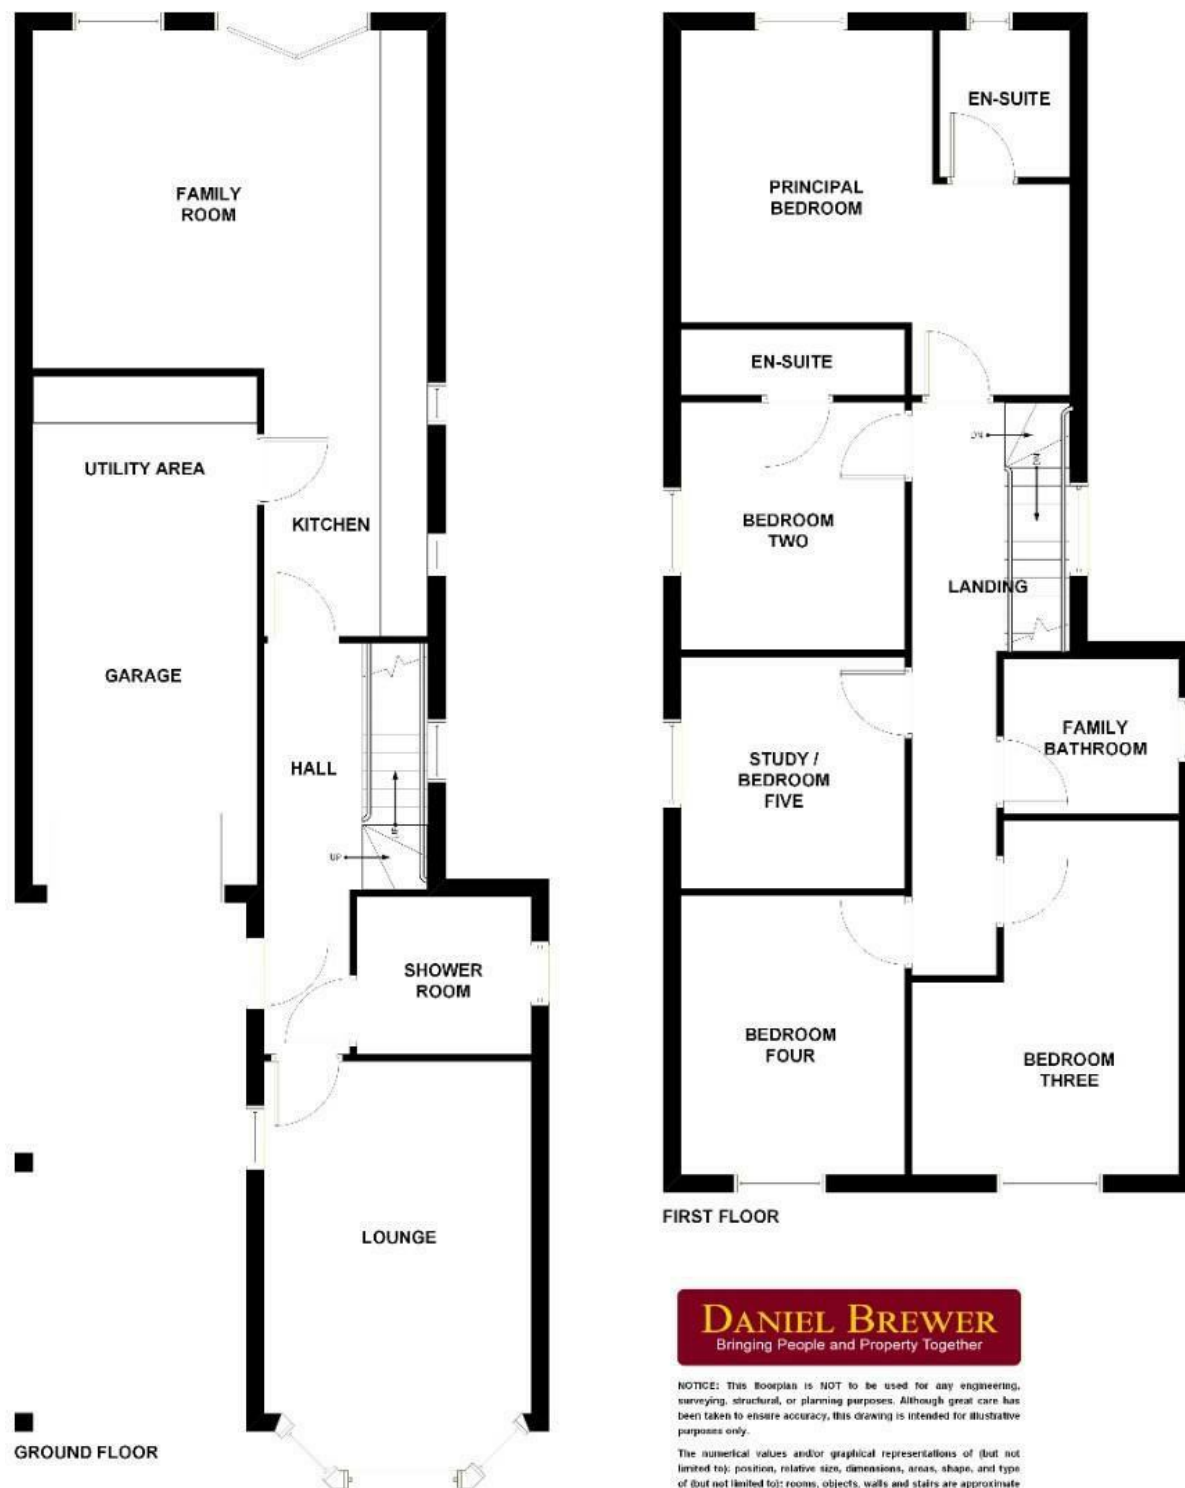 FAMILY
ROOM
UTILITY AREA
KITCHEN
GARAGE
HALL
UP
UP
SHOWER
ROOM
LOUNGE
GROUND FLOOR
EN-SUITE
PRINCIPAL
BEDROOM
EN-SUITE
DN
DN
BEDROOM
TWO
LANDING
STUDY /
BEDROOM
FIVE
FAMILY
BATHROOM
BEDROOM
FOUR
BEDROOM
THREE
FIRST FLOOR
DANIEL BREWER
Bringing People and Property Together
NOTICE: This floorplan is NOT to be used for any engineering,
surveying, structural, or planning purposes. Although great care has
been taken to ensure accuracy, this drawing is intended for illustrative
purposes only.
The numerical values and/or graphical representations of (but not
limited to): position, relative size, dimensions, areas, shape, and type
of (but not limited to): rooms, objects, walls and stairs are approximate